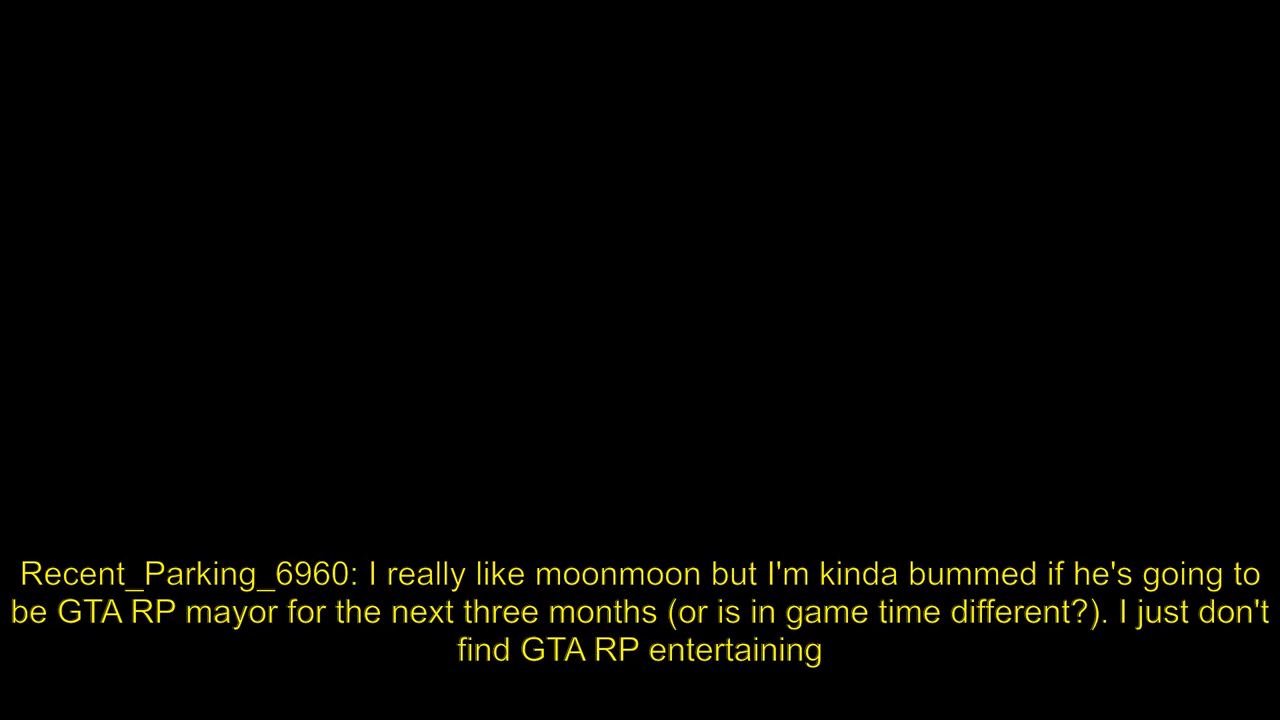 Recent_Parking_6960: I really like moonmoon but I'm kinda bummed if he's going to
be GTA RP mayor for the next three months (or is in game time different?). I just don't
find GTA RP entertaining